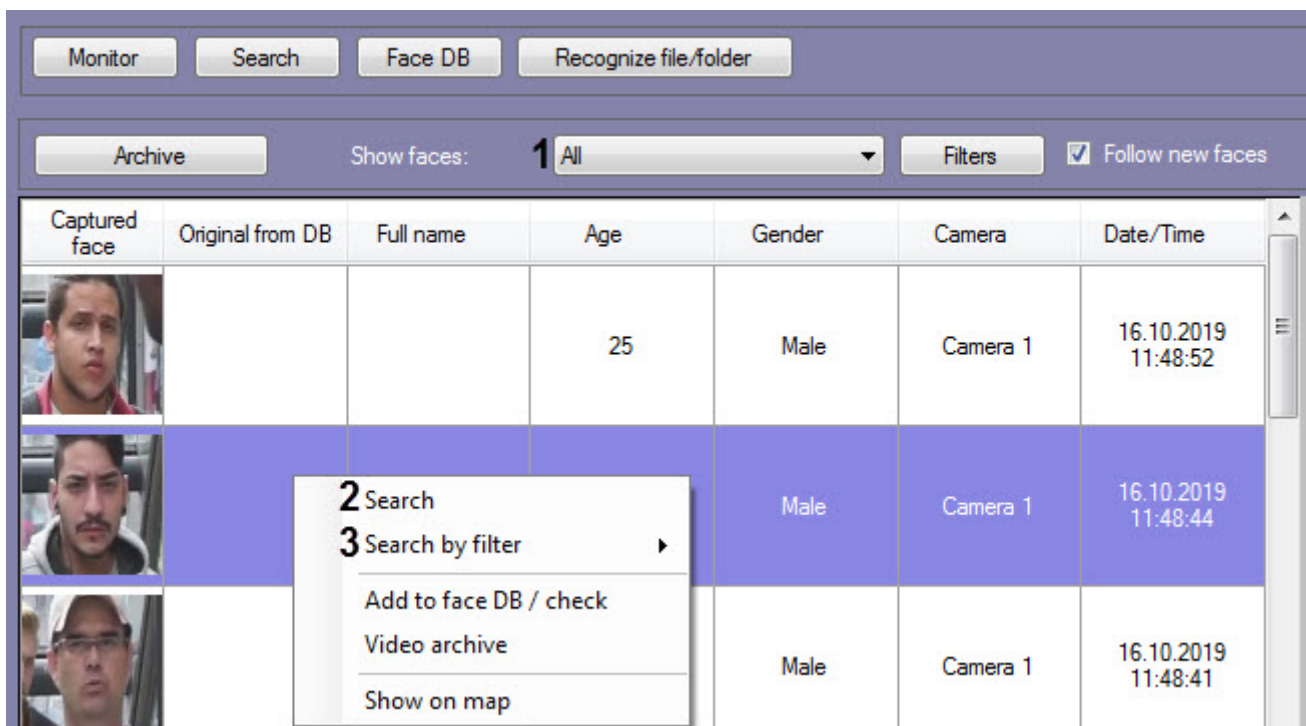 Monitor Search Face DB Recognize file/folder
Archive Show faces: 1 All Filters Follow new faces
Captured face Original from DB Full name Age Gender Camera Date/Time
25 Male Camera 1 16.10.2019 11:48:52
Male Camera 1 16.10.2019 11:48:44
2 Search
3 Search by filter
Add to face DB / check
Video archive
Show on map
Male Camera 1 16.10.2019 11:48:41